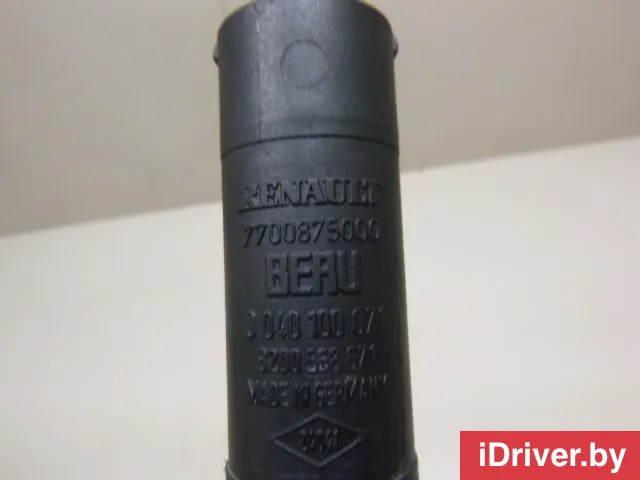 RENAULT
7700875000
BERU
0 040 100 071
8200 568 671
MADE IN GERMANY
iDriver.by